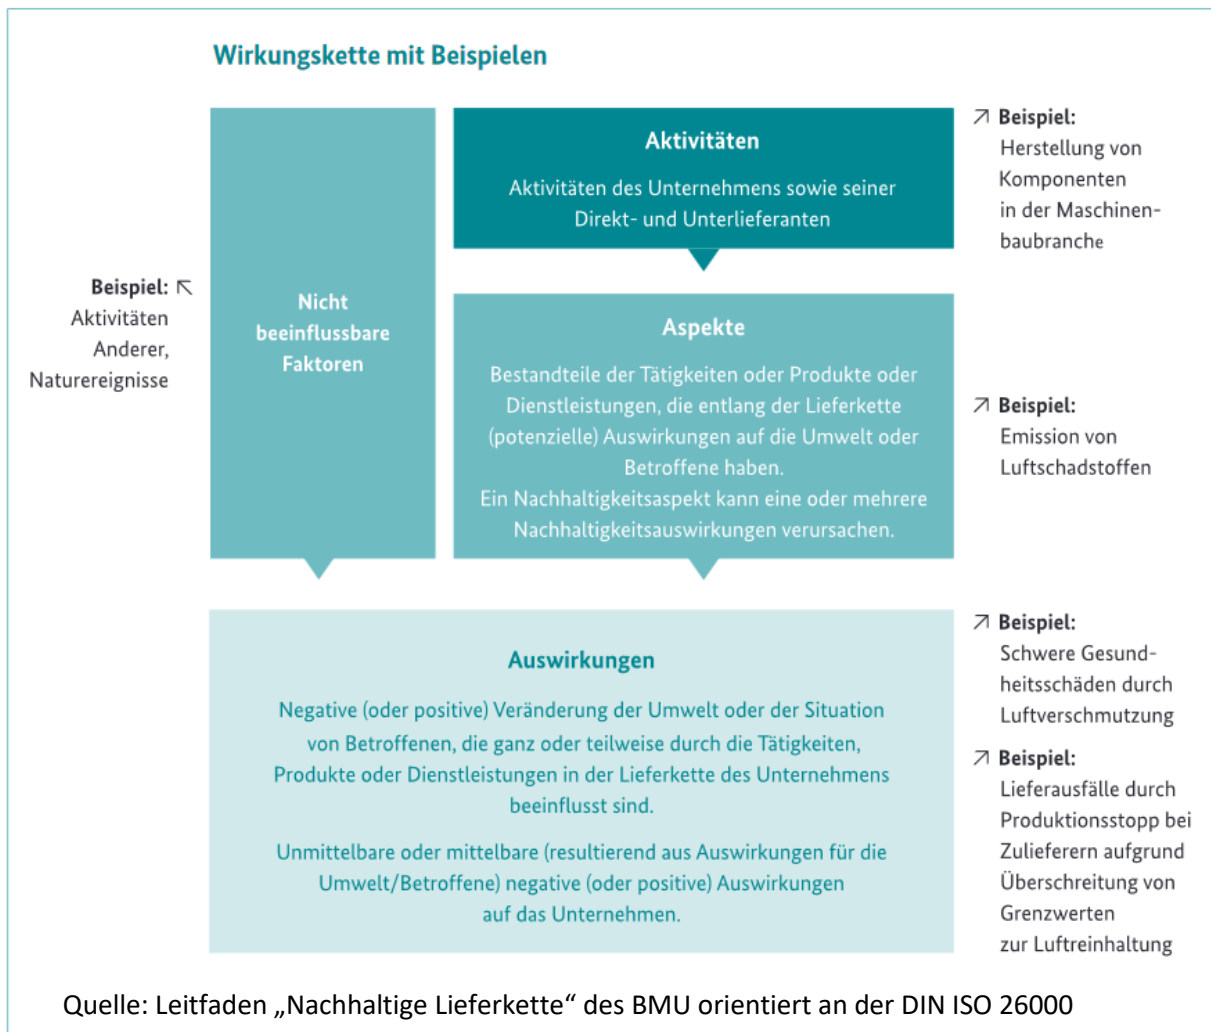 Wirkungskette mit Beispielen
Beispiel:
Aktivitäten
Anderer,
Naturereignisse
Nicht
beeinflussbare
Faktoren
Aktivitäten
Aktivitäten des Unternehmens sowie seiner
Direkt- und Unterlieferanten
Beispiel:
Herstellung von
Komponenten
in der Maschinen-
baubranche
Aspekte
Bestandteile der Tätigkeiten oder Produkte oder
Dienstleistungen, die entlang der Lieferkette
(potenzielle) Auswirkungen auf die Umwelt oder
Betroffene haben.
Ein Nachhaltigkeitsaspekt kann eine oder mehrere
Nachhaltigkeitsauswirkungen verursachen.
Beispiel:
Emission von
Luftschadstoffen
Auswirkungen
Negative (oder positive) Veränderung der Umwelt oder der Situation
von Betroffenen, die ganz oder teilweise durch die Tätigkeiten,
Produkte oder Dienstleistungen in der Lieferkette des Unternehmens
beeinflusst sind.
Unmittelbare oder mittelbare (resultierend aus Auswirkungen für die
Umwelt/Betroffene) negative (oder positive) Auswirkungen
auf das Unternehmen.
Beispiel:
Schwere Gesund-
heitsschäden durch
Luftverschmutzung
Beispiel:
Lieferausfälle durch
Produktionsstopp bei
Zulieferern aufgrund
Überschreitung von
Grenzwerten
zur Luftreinhaltung
Quelle: Leitfaden „Nachhaltige Lieferkette“ des BMU orientiert an der DIN ISO 26000